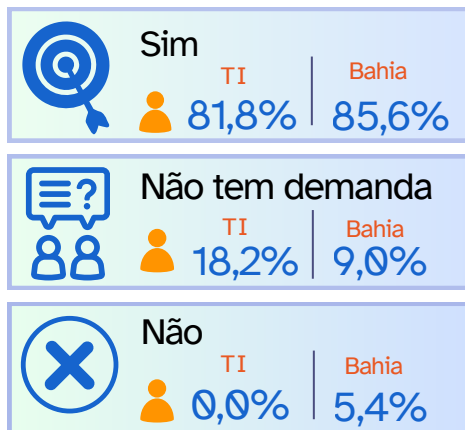 Sim
TI Bahia
81,8% 85,6%
?
Não tem demanda
TI Bahia
18,2% 9,0%
Não
TI Bahia
0,0% 5,4%